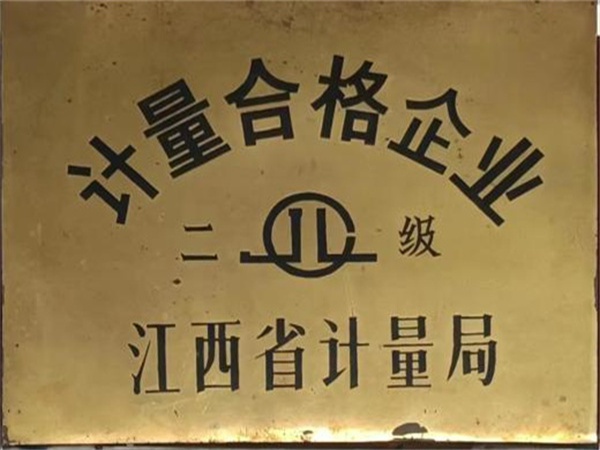 计量合格企业
二 级
江西省计量局